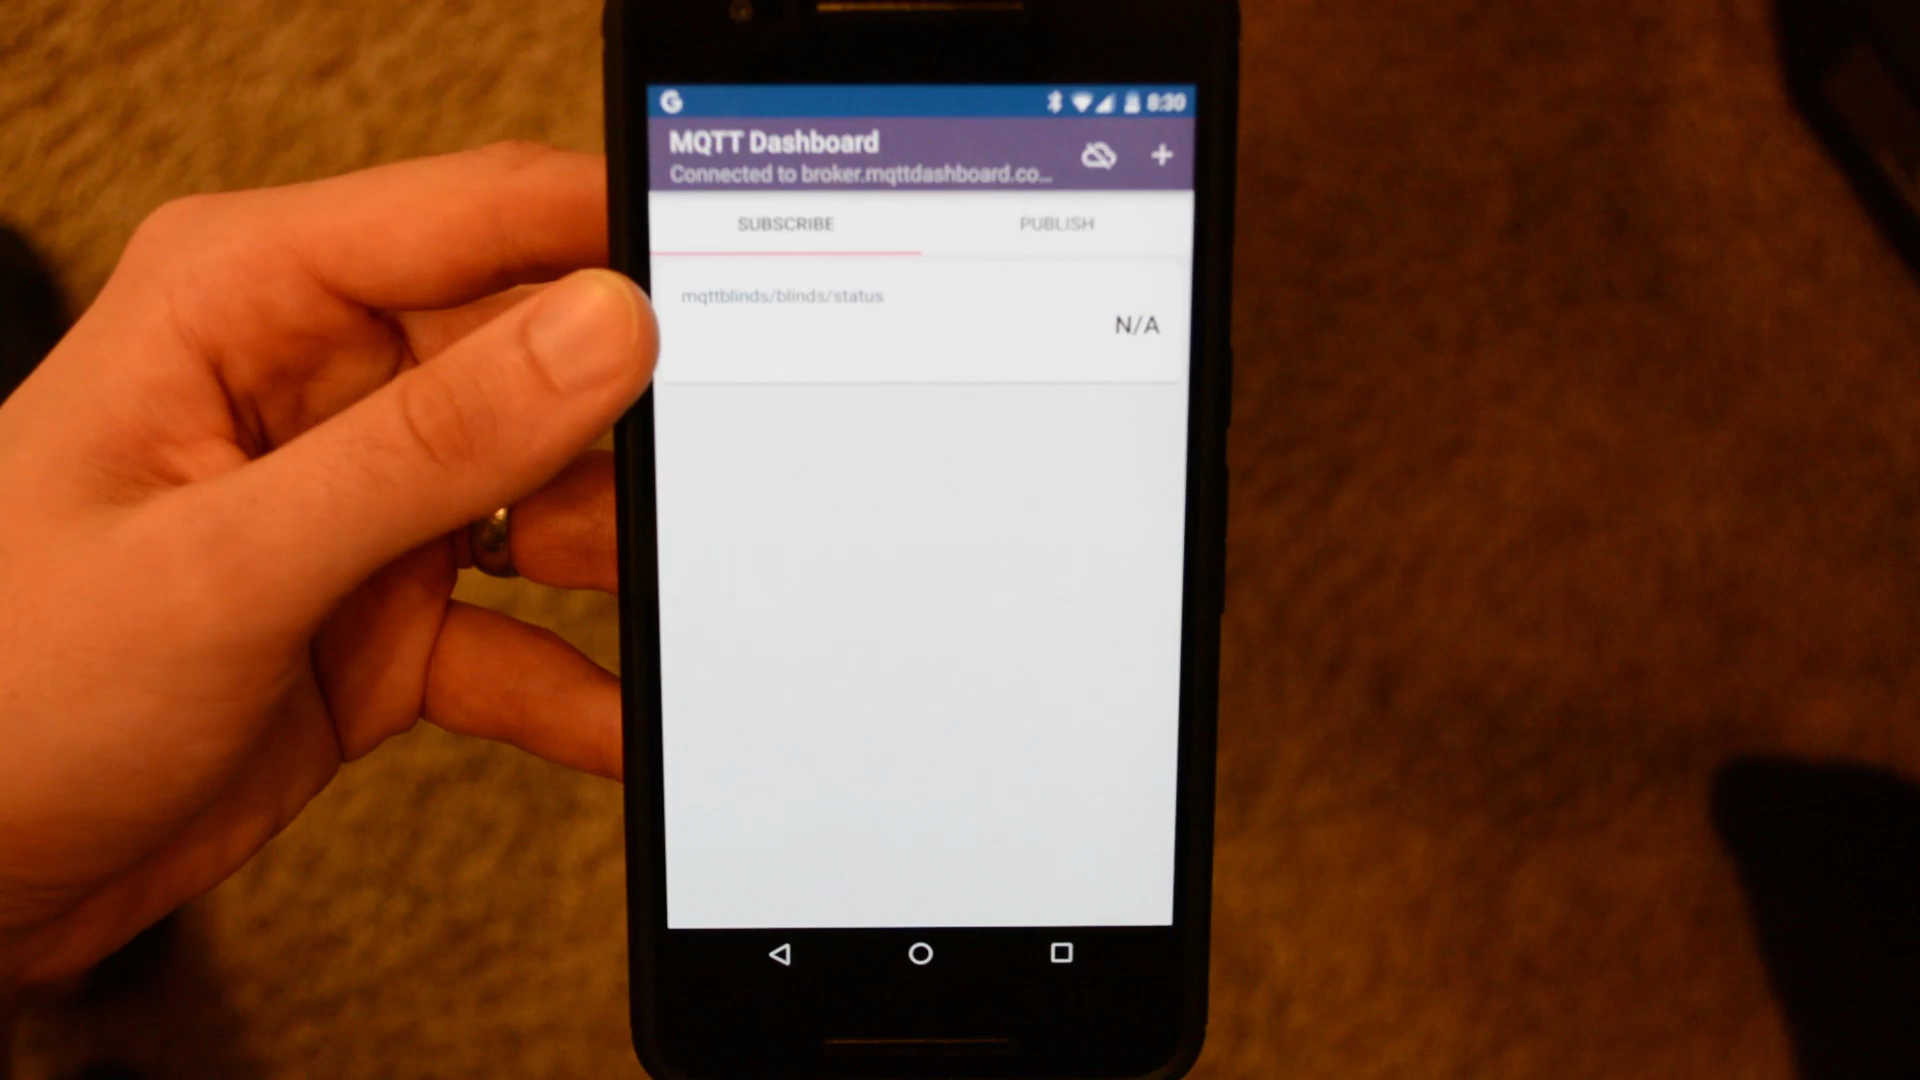 G 8:30
MQTT Dashboard
Connected to broker.mqttdashboard.co...
SUBSCRIBE PUBLISH
mqttblinds/blinds/status
N/A